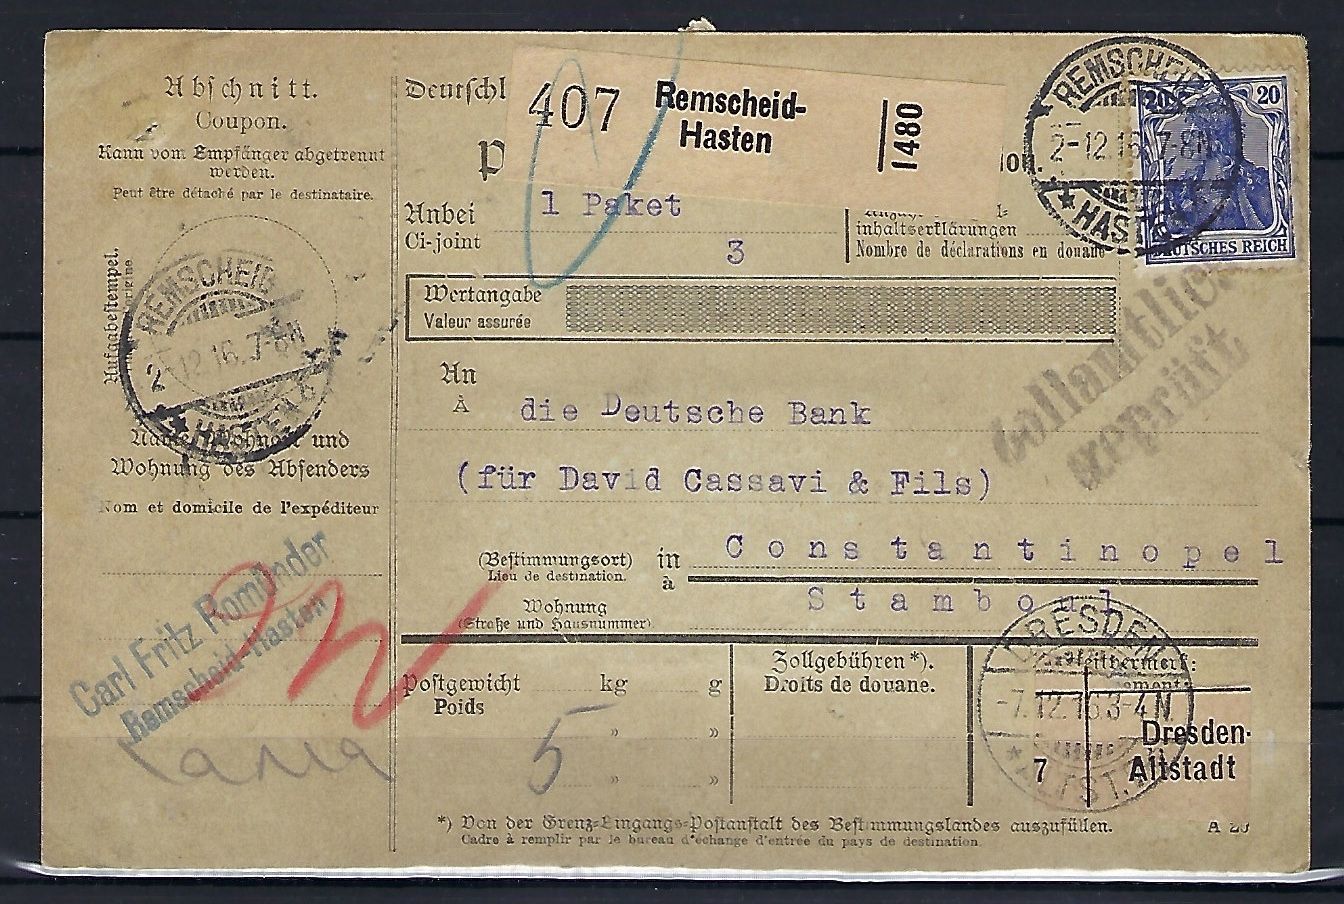 Abschnitt.
Coupon.
Kann vom Empfänger abgetrennt
werden.
Peut être détaché par le destinataire.
Aufgabestempel.
REMSCHEID
2-12.16.7-8N
* HASTEN
Name, Wohnort und
Wohnung des Absenders
Nom et domicile de l'expéditeur
Carl Fritz
Remscheid-Hasten
407
Remscheid-
Hasten
1480
Anbei
Ci-joint
1 Paket
3
inhaltserklärungen
Nombre de déclarations en douane
REMSCHEID
2-12.16.7-8N
* HASTEN
20 20
DEUTSCHES REICH
Wertangabe
Valeur assurée
An
À
die Deutsche Bank
(für David Cassavi & Fils)
Zollamtlich
geprüft
(Bestimmungsort)
Lieu de destination.
in
à
Constantinopel
Stamboul
Wohnung
(Straße und Hausnummer)
Postgewicht kg g
Poids
5 " "
" "
Zollgebühren*).
Droits de douane.
DRESDEN
-7.12.16 3-4N.
* ALTST.
7
Dresden-
Altstadt
*) Von der Grenz-Eingangs-Postanstalt des Bestimmungslandes auszufüllen.
Cadre à remplir par le bureau d'échange d'entrée du pays de destination.